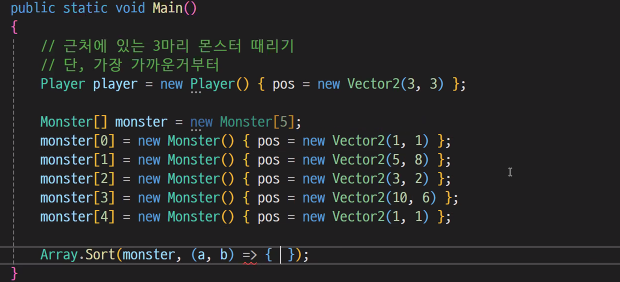 public static void Main()
{
// 근처에 있는 3마리 몬스터 때리기
// 단, 가장 가까운거부터
Player player = new Player() { pos = new Vector2(3, 3) };
Monster[] monster = new Monster[5];
monster[0] = new Monster() { pos = new Vector2(1, 1) };
monster[1] = new Monster() { pos = new Vector2(5, 8) };
monster[2] = new Monster() { pos = new Vector2(3, 2) };
monster[3] = new Monster() { pos = new Vector2(10, 6) };
monster[4] = new Monster() { pos = new Vector2(1, 1) };
Array.Sort(monster, (a, b) => { });
}